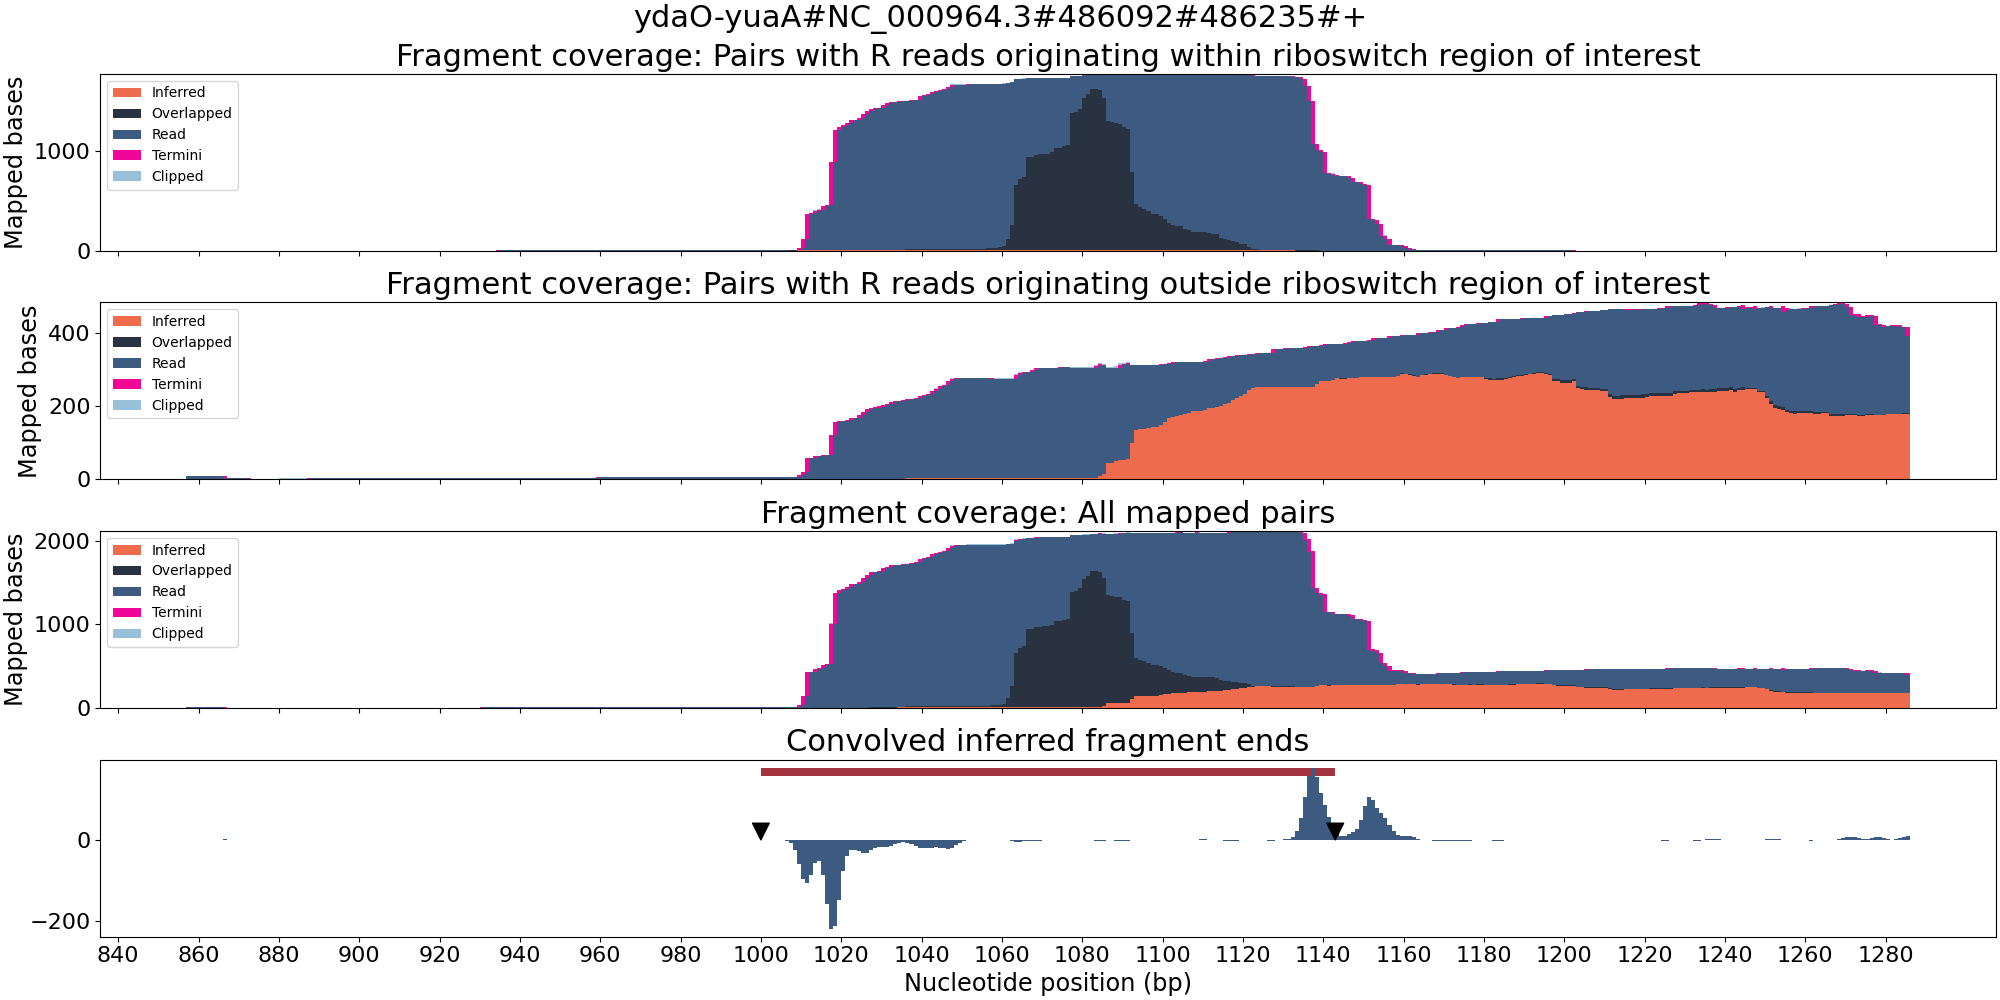 ydaO-yuaA#NC_000964.3#486092#486235#+
Fragment coverage: Pairs with R reads originating within riboswitch region of interest
Mapped bases
1000
0
Inferred
Overlapped
Read
Termini
Clipped
Fragment coverage: Pairs with R reads originating outside riboswitch region of interest
Mapped bases
400
200
0
Inferred
Overlapped
Read
Termini
Clipped
Fragment coverage: All mapped pairs
Mapped bases
2000
1000
0
Inferred
Overlapped
Read
Termini
Clipped
Convolved inferred fragment ends
0
−200
840 860 880 900 920 940 960 980 1000 1020 1040 1060 1080 1100 1120 1140 1160 1180 1200 1220 1240 1260 1280
Nucleotide position (bp)